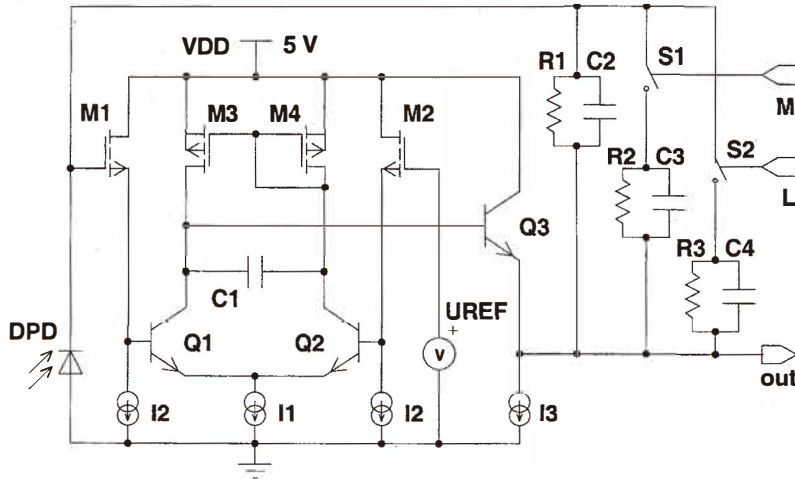 VDD 5 V
R1 C2
S1
M
M1 M3 M4 M2
R2 C3
S2
L
Q3
R3 C4
C1
UREF
+
DPD
Q1 Q2
V
out
I2 I1 I2 I3